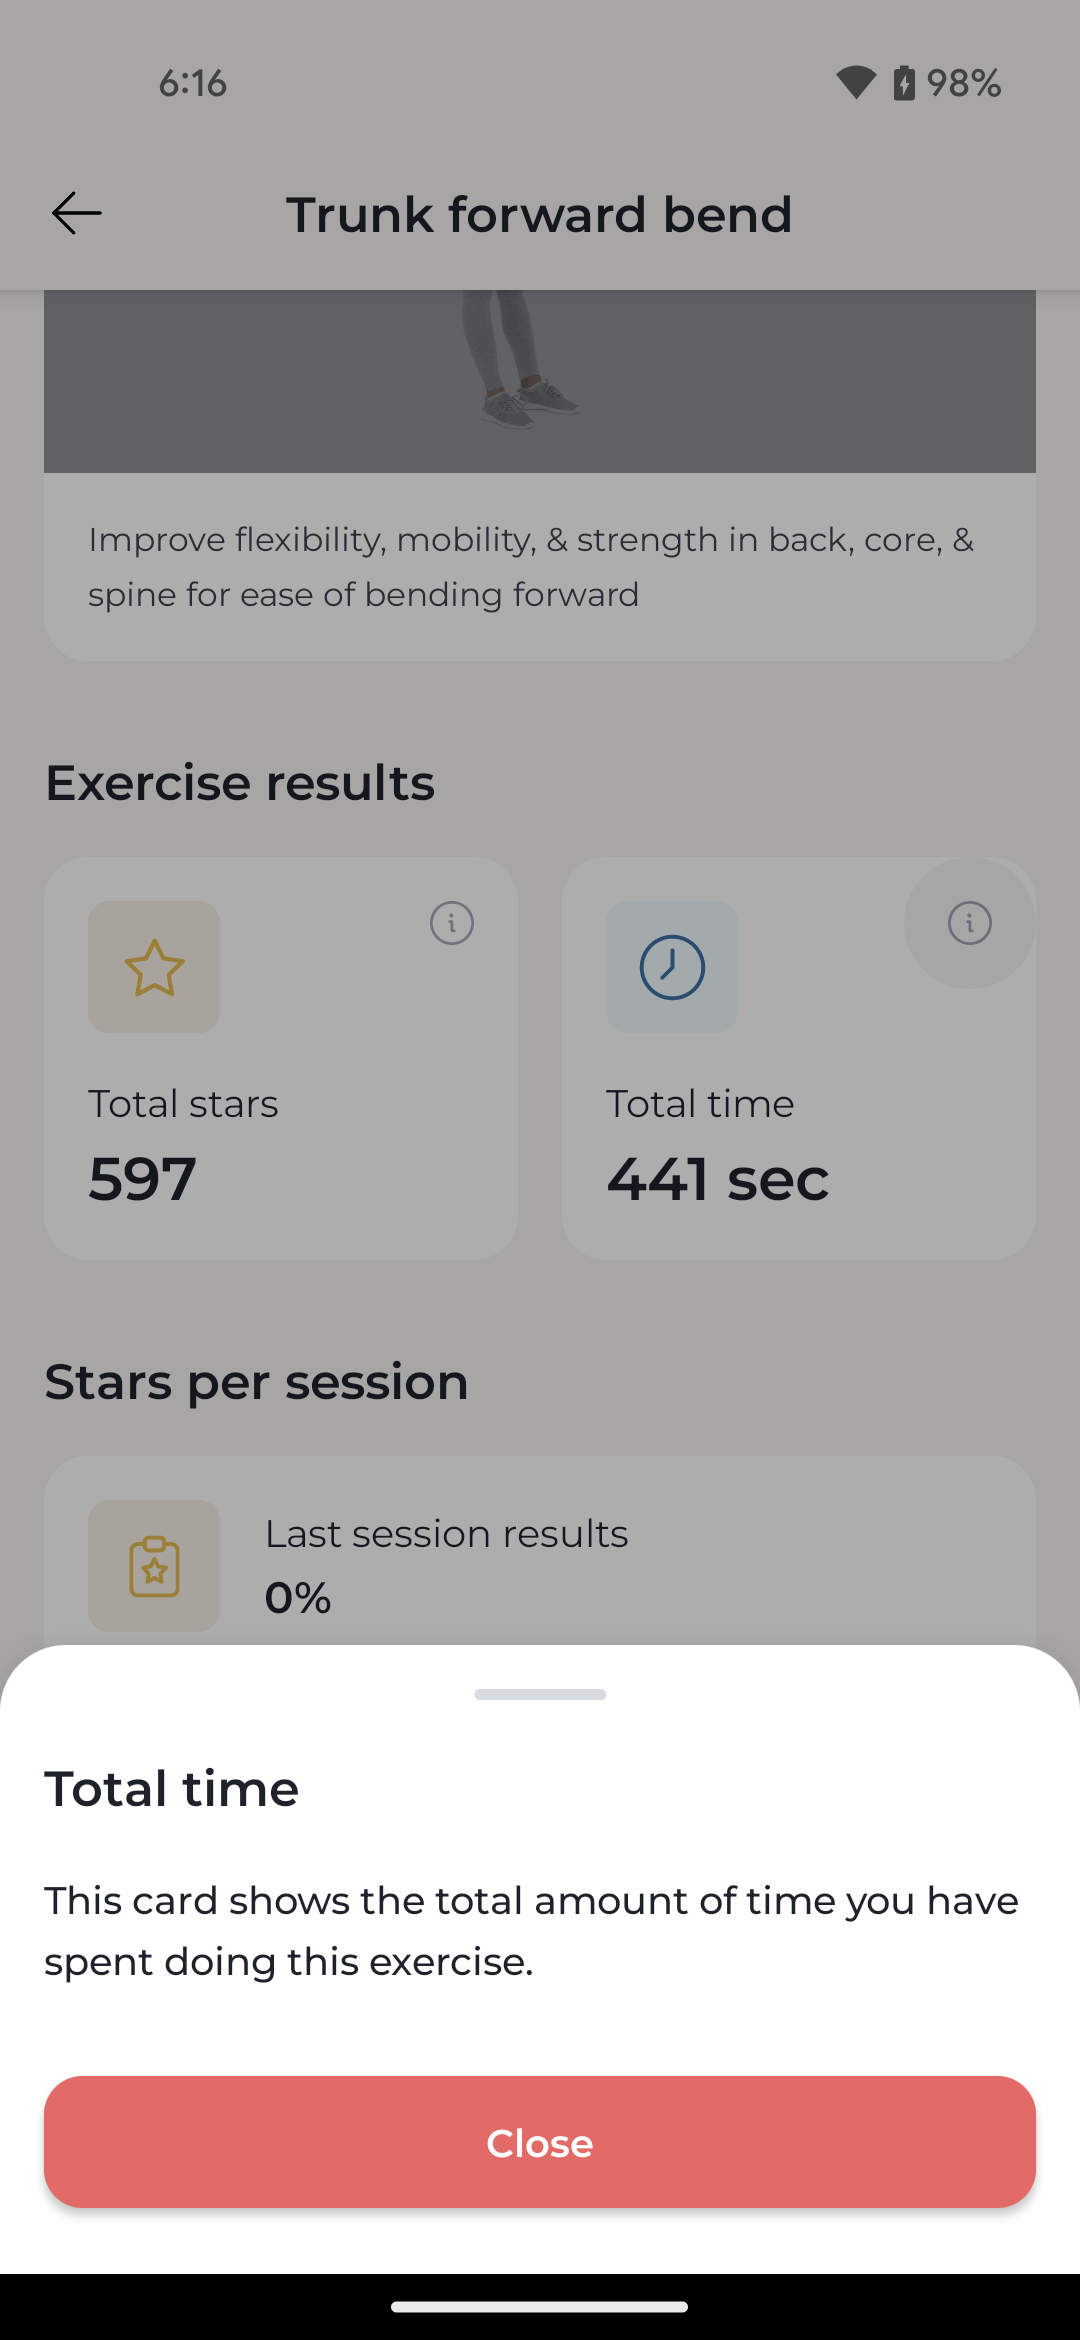 6:16
98%
Trunk forward bend
Improve flexibility, mobility, & strength in back, core, &
spine for ease of bending forward
Exercise results
Total stars
597
Total time
441 sec
Stars per session
Last session results
0%
Total time
This card shows the total amount of time you have
spent doing this exercise.
Close